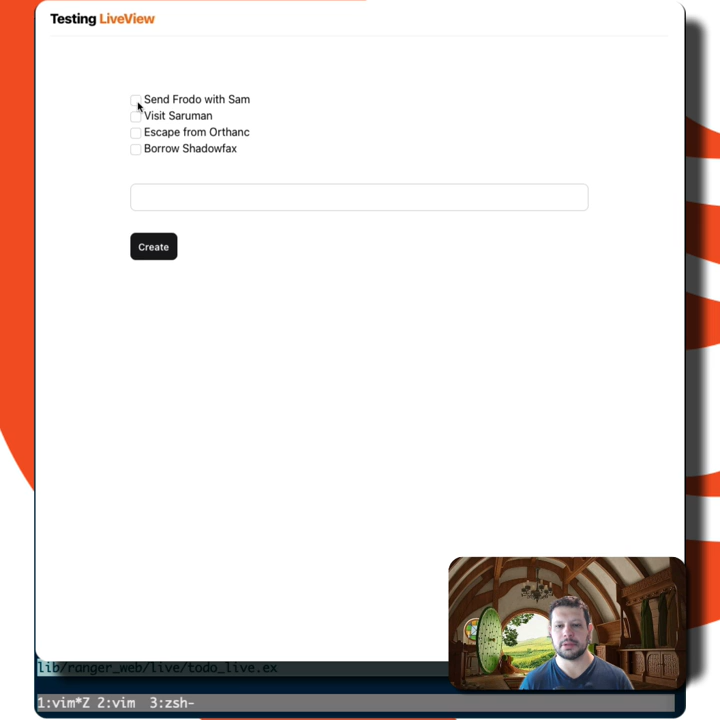 Testing LiveView
Send Frodo with Sam
Visit Saruman
Escape from Orthanc
Borrow Shadowfax
Create
lib/ranger_web/live/todo_live.ex
1:vim*Z 2:vim  3:zsh-